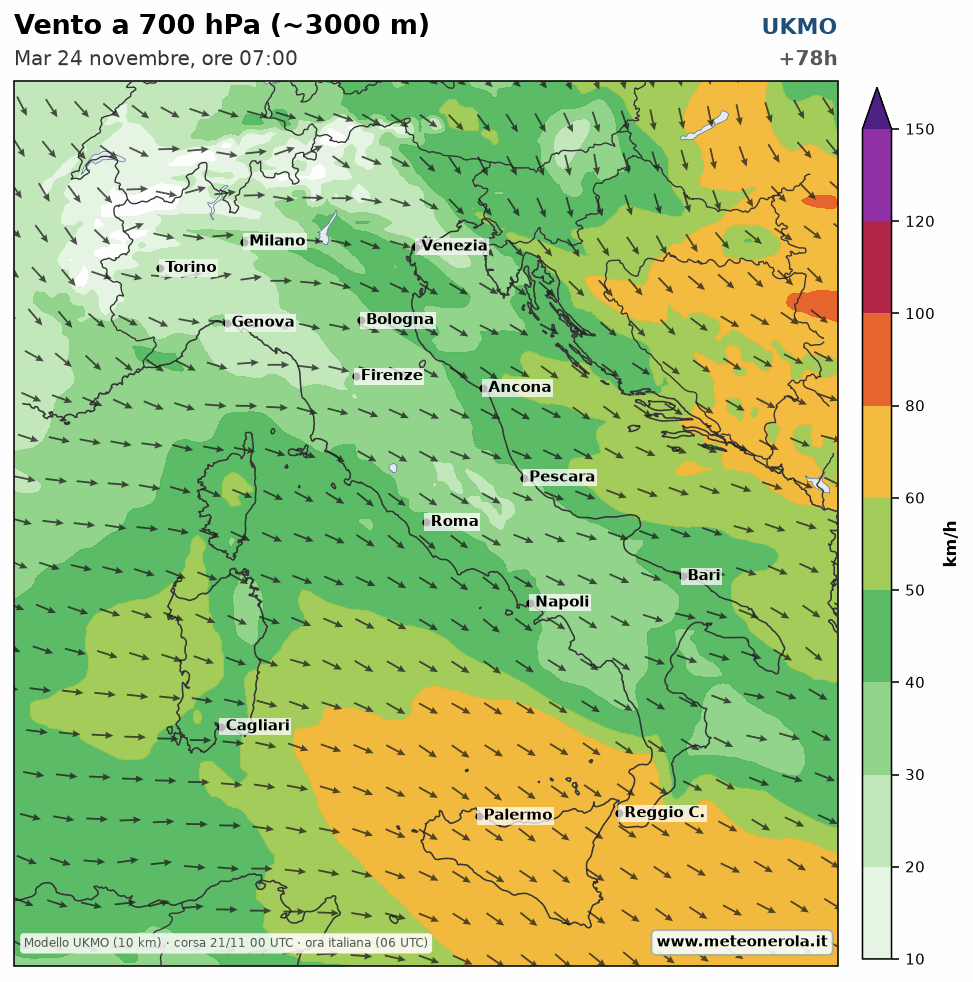 Vento a 700 hPa (~3000 m)
UKMO
Mar 24 novembre, ore 07:00
+78h
Milano
Venezia
Torino
Genova
Bologna
Firenze
Ancona
Pescara
Roma
Bari
Napoli
Cagliari
Palermo
Reggio C.
Modello UKMO (10 km) · corsa 21/11 00 UTC · ora italiana (06 UTC)
www.meteonerola.it
150
120
100
80
60
50
40
30
20
10
km/h